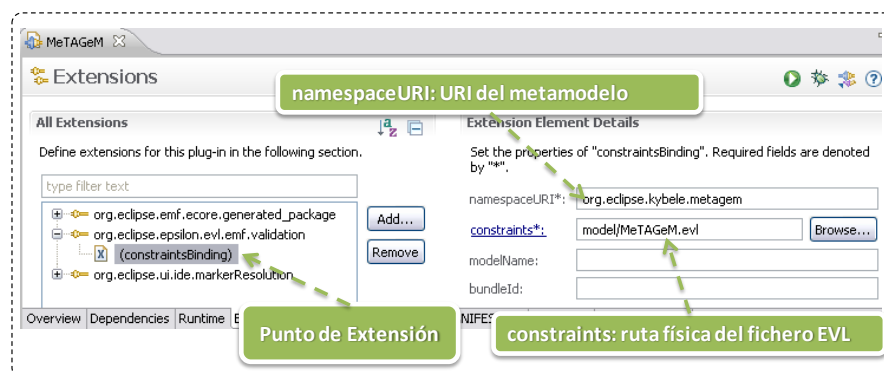 MeTAGeM
Extensions
namespaceURI: URI del metamodelo
All Extensions
Define extensions for this plug-in in the following section.
type filter text
org.eclipse.emf.ecore.generated_package
org.eclipse.epsilon.evl.emf.validation
(constraintsBinding)
org.eclipse.ui.ide.markerResolution
Add...
Remove
Extension Element Details
Set the properties of "constraintsBinding". Required fields are denoted
by "*".
namespaceURI*: org.eclipse.kybele.metagem
constraints*: model/MeTAGeM.evl Browse...
modelName:
bundleId:
Overview Dependencies Runtime
Punto de Extensión
constraints: ruta física del fichero EVL